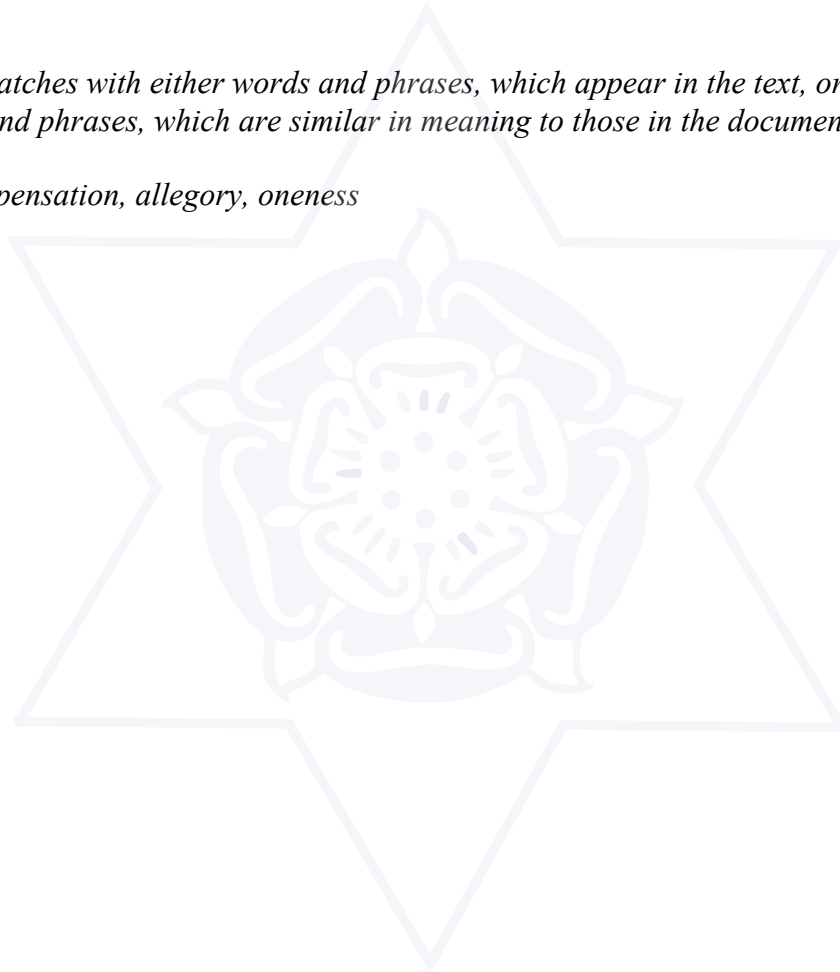 atches with either words and phrases, which appear in the text, or
nd phrases, which are similar in meaning to those in the documen
pensation, allegory, oneness